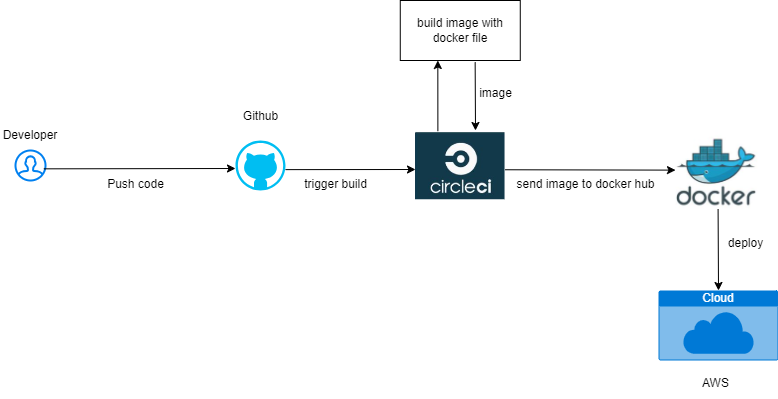 build image with
docker file
image
Github
Developer
circleci
docker
Push code
trigger build
send image to docker hub
deploy
Cloud
AWS